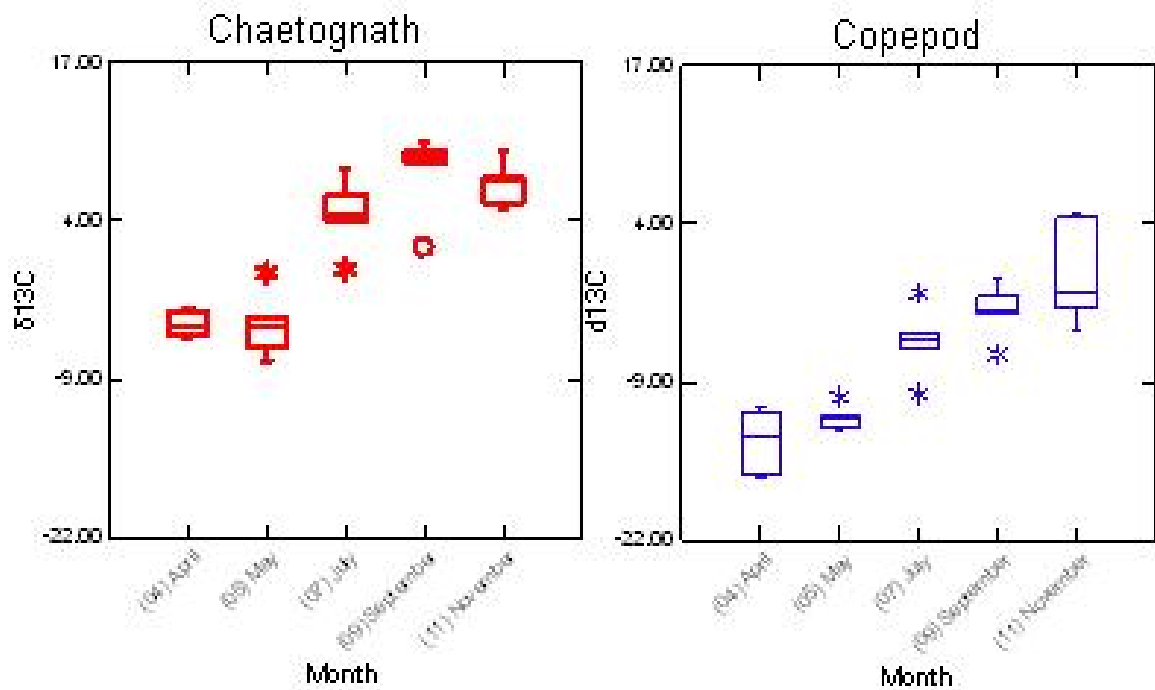 Chaetognath
17.00
4.00
-9.00
-22.00
δ13C
(04) April
(05) May
(07) July
(09) September
(11) November
Month
Copepod
17.00
4.00
-9.00
-22.00
d13C
(04) April
(05) May
(07) July
(09) September
(11) November
Month